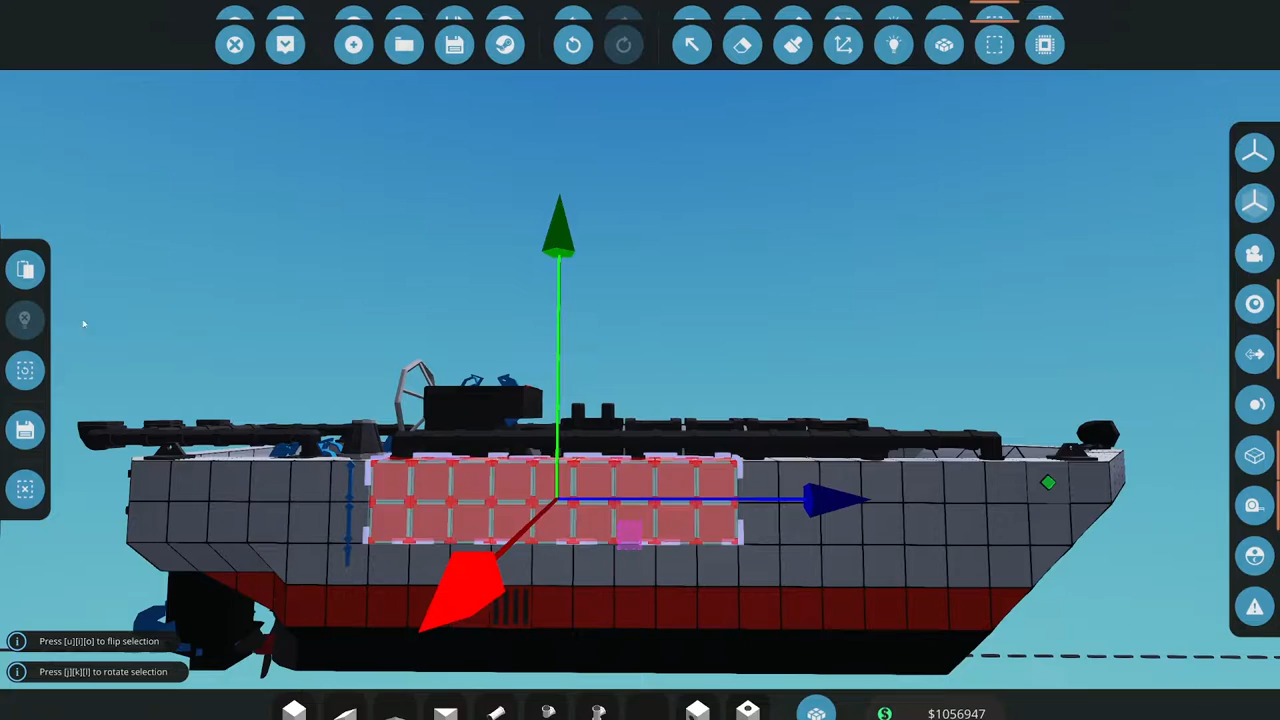 Press [u][i][o] to flip selection
Press [j][k][l] to rotate selection
$1056947